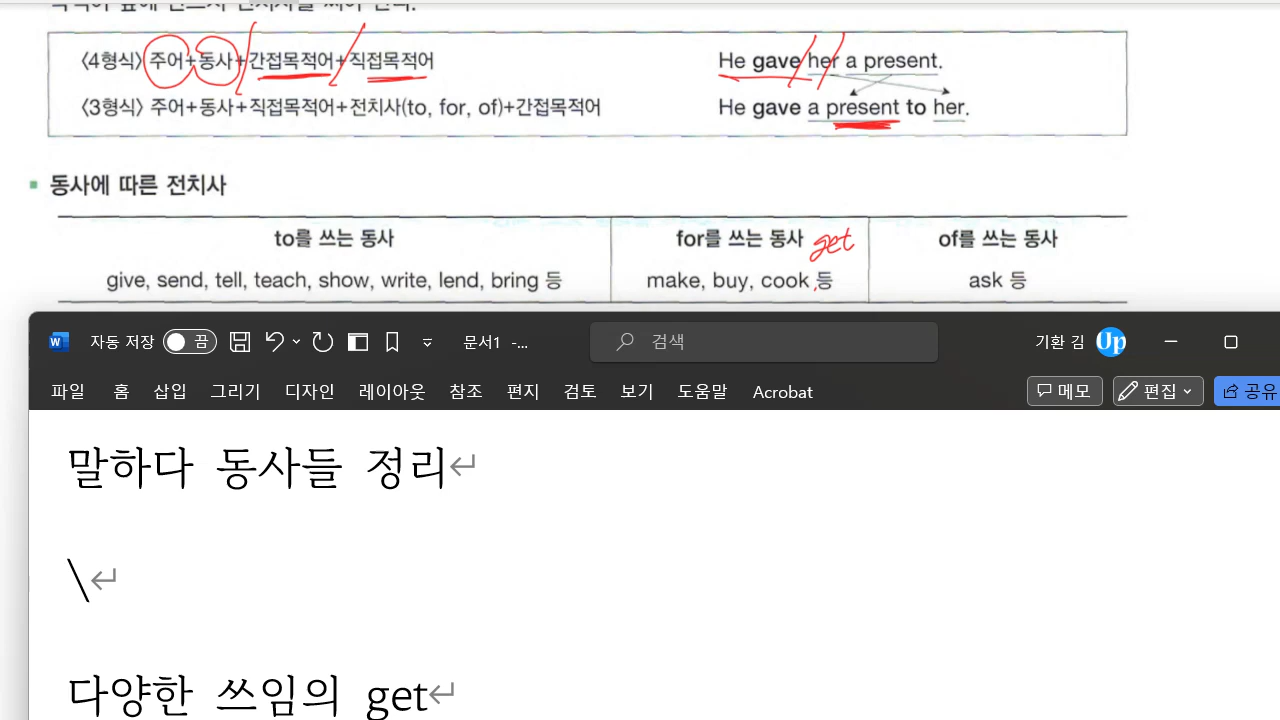 〈4형식〉 주어+동사+간접목적어+직접목적어
He gave her a present.
〈3형식〉 주어+동사+직접목적어+전치사(to, for, of)+간접목적어
He gave a present to her.
동사에 따른 전치사
to를 쓰는 동사
for를 쓰는 동사 get
of를 쓰는 동사
give, send, tell, teach, show, write, lend, bring 등
make, buy, cook 등
ask 등
자동 저장 끔 문서1 -... 검색 기환 김 Up
파일 홈 삽입 그리기 디자인 레이아웃 참조 편지 검토 보기 도움말 Acrobat 메모 편집 공유
말하다 동사들 정리
\
다양한 쓰임의 get